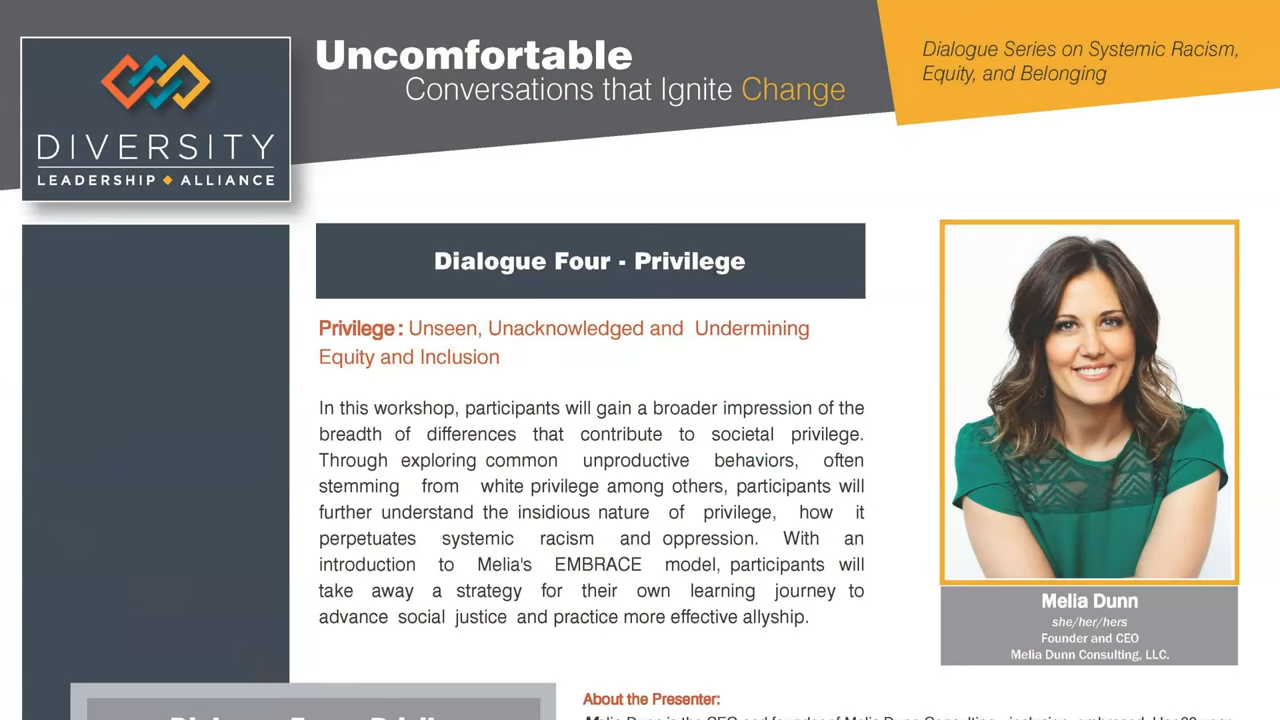 Uncomfortable
Conversations that Ignite Change
Dialogue Series on Systemic Racism,
Equity, and Belonging
DIVERSITY
LEADERSHIP ALLIANCE
Dialogue Four - Privilege
Privilege : Unseen, Unacknowledged and Undermining
Equity and Inclusion
In this workshop, participants will gain a broader impression of the
breadth of differences that contribute to societal privilege.
Through exploring common unproductive behaviors, often
stemming from white privilege among others, participants will
further understand the insidious nature of privilege, how it
perpetuates systemic racism and oppression. With an
introduction to Melia's EMBRACE model, participants will
take away a strategy for their own learning journey to
advance social justice and practice more effective allyship.
Melia Dunn
she/her/hers
Founder and CEO
Melia Dunn Consulting, LLC.
About the Presenter: